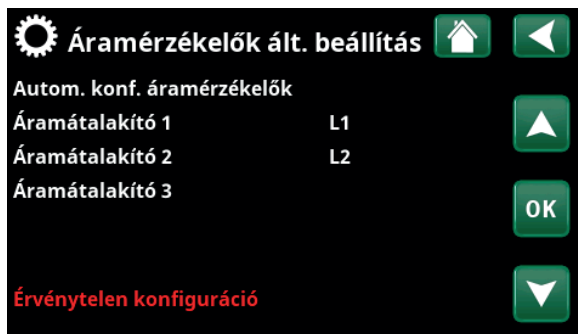 Áramérzékelők ált. beállítás
Autom. konf. áramérzékelők
Áramátalakító 1 L1
Áramátalakító 2 L2
Áramátalakító 3
OK
Érvénytelen konfiguráció